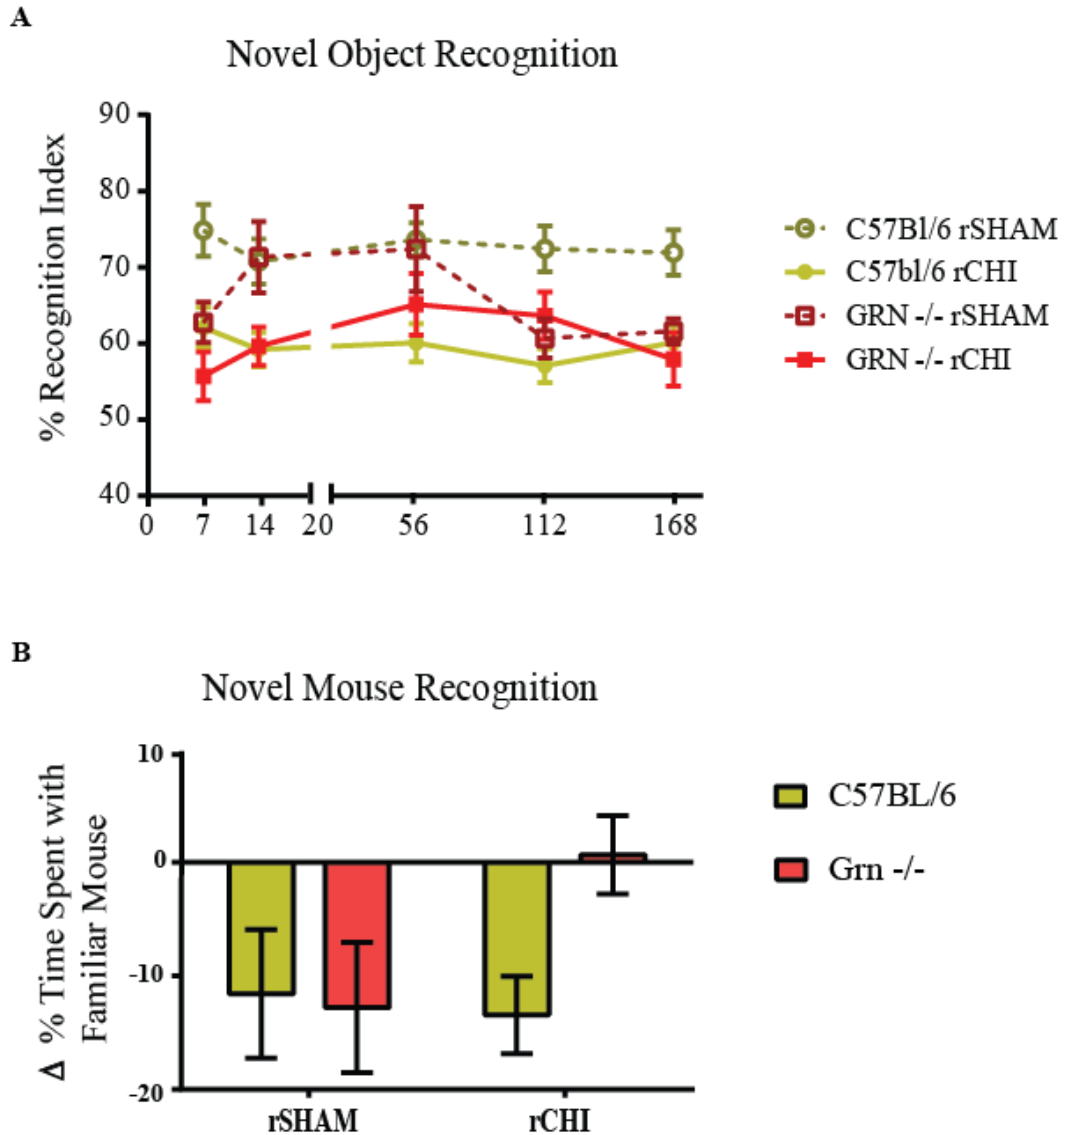 A
Novel Object Recognition
% Recognition Index
90
80
70
60
50
40
0 7 14 20 56 112 168
C57Bl/6 rSHAM
C57bl/6 rCHI
GRN -/- rSHAM
GRN -/- rCHI
B
Novel Mouse Recognition
Δ % Time Spent with
Familiar Mouse
10
0
-10
-20
rSHAM rCHI
C57BL/6
Grn -/-